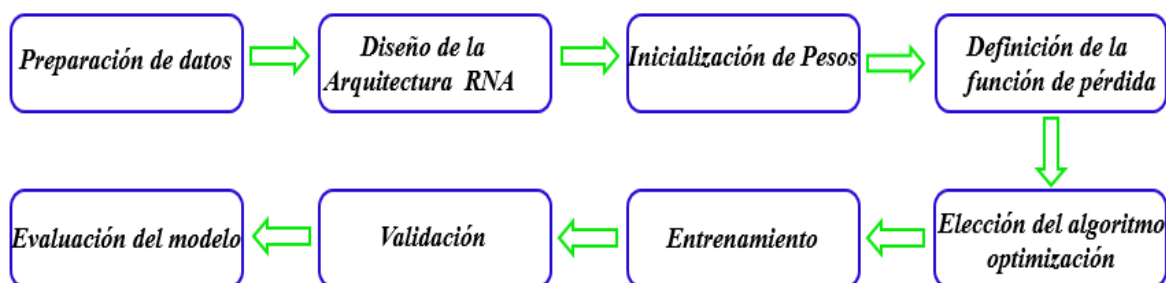 Preparación de datos
Diseño de la
Arquitectura RNA
Inicialización de Pesos
Definición de la
función de pérdida
Elección del algoritmo
optimización
Entrenamiento
Validación
Evaluación del modelo